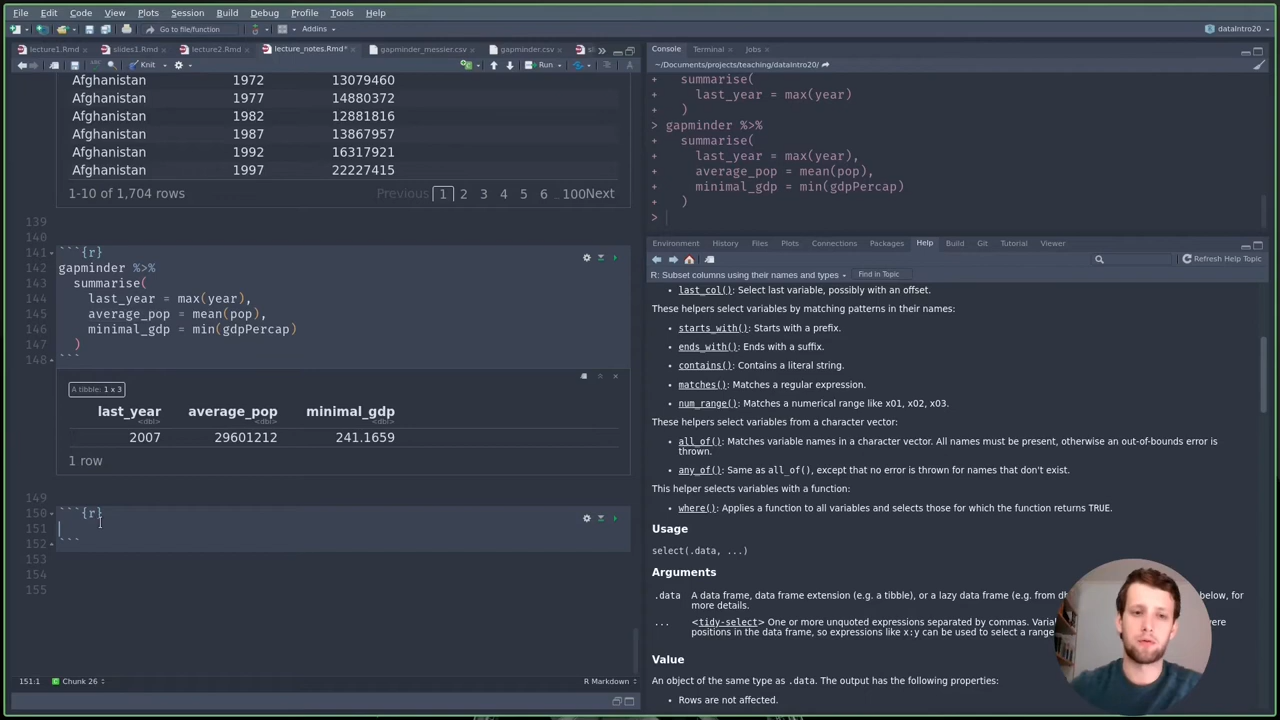 File Edit Code View Plots Session Build Debug Profile Tools Help
Go to file/function Addins dataIntro20
lecture1.Rmd slides1.Rmd lecture2.Rmd lecture_notes.Rmd* gapminder_messier.csv gapminder.csv
Knit Run
Afghanistan 1972 13079460
Afghanistan 1977 14880372
Afghanistan 1982 12881816
Afghanistan 1987 13867957
Afghanistan 1992 16317921
Afghanistan 1997 22227415
1-10 of 1,704 rows Previous 1 2 3 4 5 6 … 100 Next
139
140
141 ```{r}
142 gapminder %>%
143 summarise(
144 last_year = max(year),
145 average_pop = mean(pop),
146 minimal_gdp = min(gdpPercap)
147 )
148 ```
A tibble: 1 x 3
last_year average_pop minimal_gdp
<dbl> <dbl> <dbl>
2007 29601212 241.1659
1 row
149
150 ```{r}
151
152 ```
153
154
155
151:1 Chunk 26 R Markdown
Console Terminal Jobs
~/Documents/projects/teaching/dataIntro20/
+ summarise(
+ last_year = max(year)
+ )
> gapminder %>%
+ summarise(
+ last_year = max(year),
+ average_pop = mean(pop),
+ minimal_gdp = min(gdpPercap)
+ )
>
Environment History Files Plots Connections Packages Help Build Git Tutorial Viewer
Refresh Help Topic
R: Subset columns using their names and types Find in Topic
• last_col(): Select last variable, possibly with an offset.
These helpers select variables by matching patterns in their names:
• starts_with(): Starts with a prefix.
• ends_with(): Ends with a suffix.
• contains(): Contains a literal string.
• matches(): Matches a regular expression.
• num_range(): Matches a numerical range like x01, x02, x03.
These helpers select variables from a character vector:
• all_of(): Matches variable names in a character vector. All names must be present, otherwise an out-of-bounds error is
thrown.
• any_of(): Same as all_of(), except that no error is thrown for names that don't exist.
This helper selects variables with a function:
• where(): Applies a function to all variables and selects those for which the function returns TRUE.
Usage
select(.data, ...)
Arguments
.data A data frame, data frame extension (e.g. a tibble), or a lazy data frame (e.g. from below, for
more details.
... <tidy-select> One or more unquoted expressions separated by commas. were
positions in the data frame, so expressions like x:y can be used to select a range
Value
An object of the same type as .data. The output has the following properties:
• Rows are not affected.